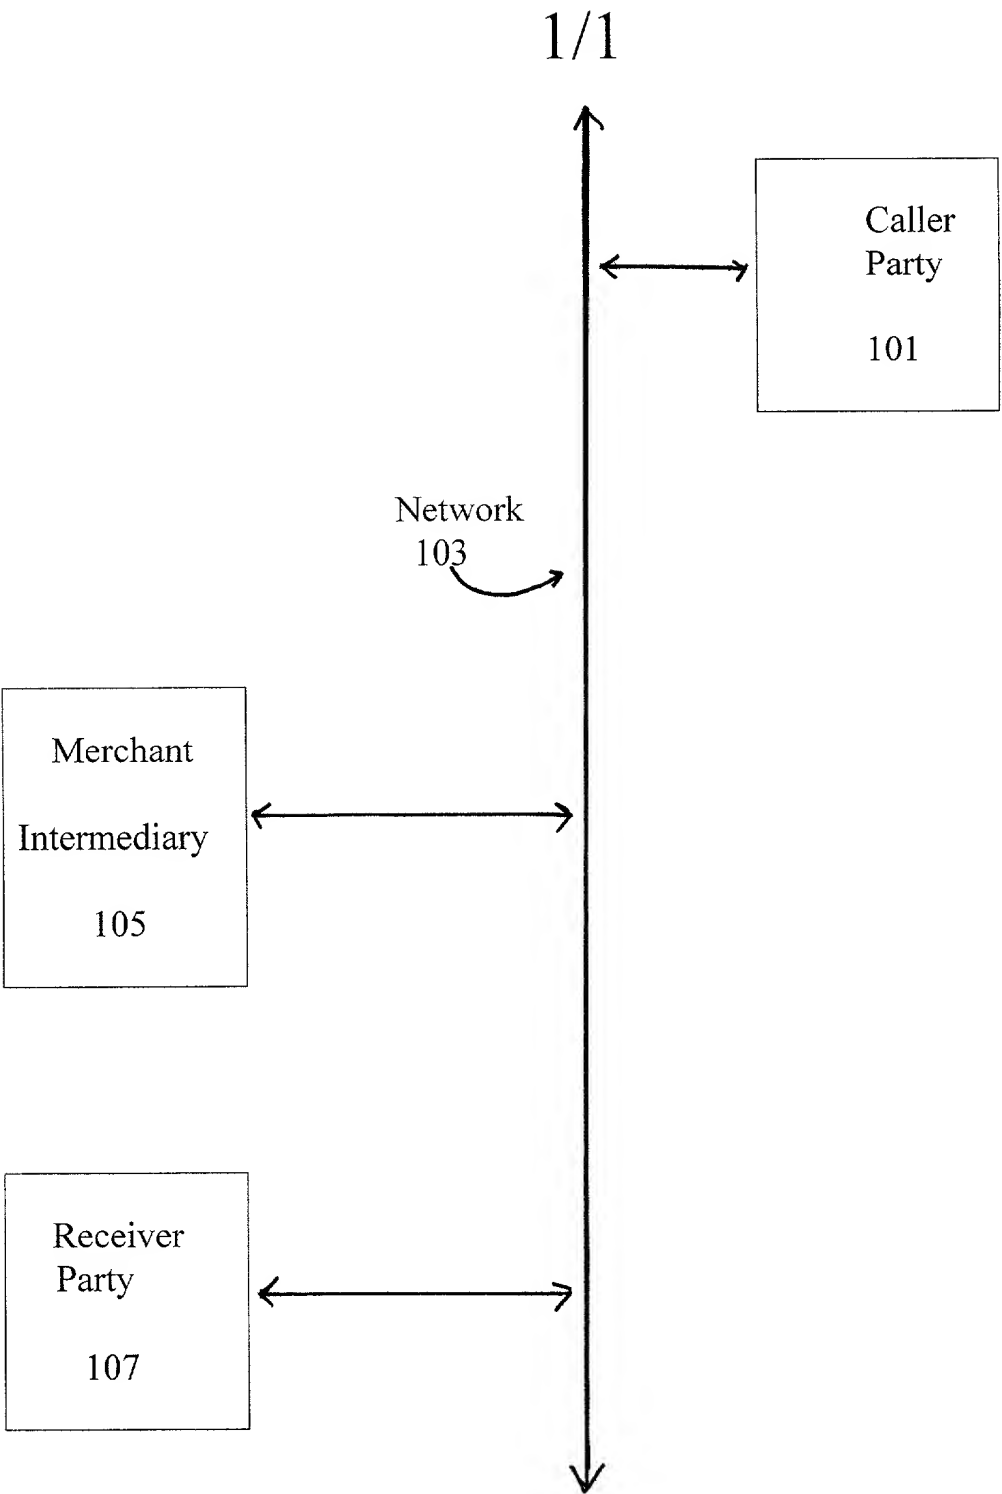 1/1
Caller
Party
101
Network
103
Merchant
Intermediary
105
Receiver
Party
107